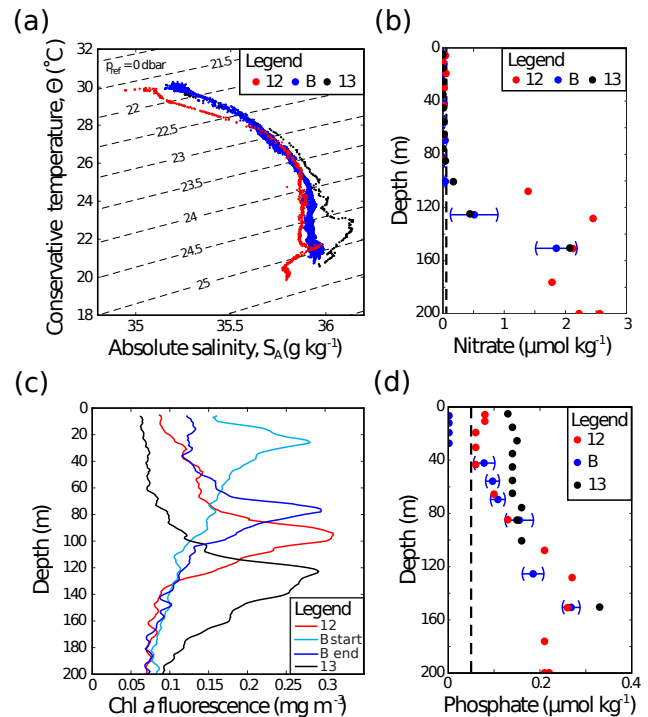 (a)
Conservative temperature, Θ (°C)
32
30
28
26
24
22
20
18
p_ref = 0 dbar
21.5
22
22.5
23
23.5
24
24.5
25
Legend
12 B 13
35 35.5 36
Absolute salinity, S_A (g kg⁻¹)
(b)
Depth (m)
0
40
80
120
160
200
Legend
12 B 13
0 1 2 3
Nitrate (µmol kg⁻¹)
(c)
Depth (m)
0
20
40
60
80
100
120
140
160
180
200
Legend
12
B start
B end
13
0 0.05 0.1 0.15 0.2 0.25 0.3 0.35
Chl a fluorescence (mg m⁻³)
(d)
Depth (m)
0
40
80
120
160
200
Legend
12
B
13
0 0.2 0.4
Phosphate (µmol kg⁻¹)